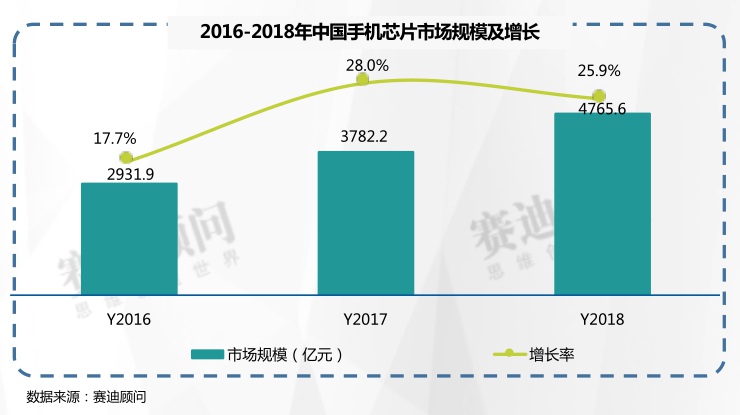 2016-2018年中国手机芯片市场规模及增长
28.0%
25.9%
17.7%
4765.6
3782.2
2931.9
赛迪顾问
赛迪
Y2016
Y2017
Y2018
市场规模（亿元）
增长率
数据来源：赛迪顾问